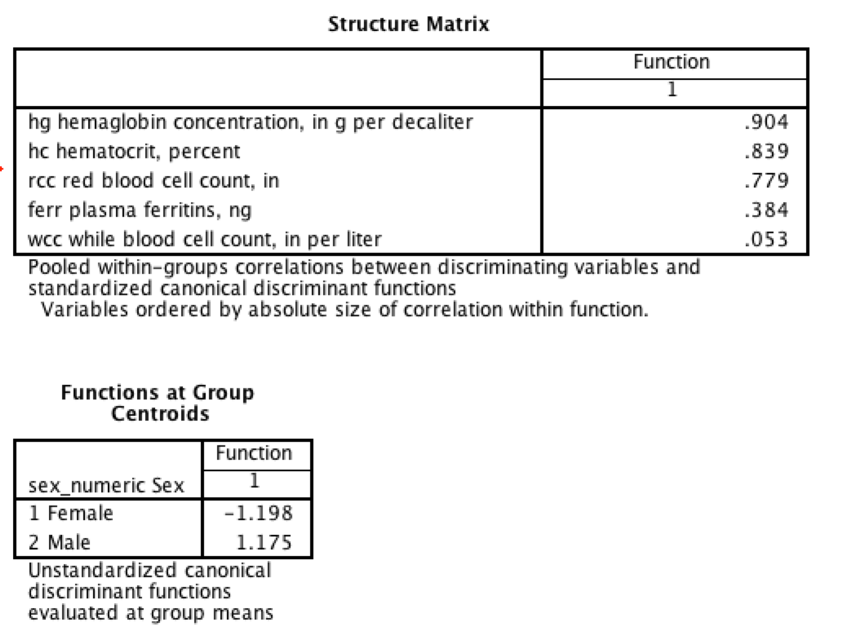 Structure Matrix
Function
1
hg hemaglobin concentration, in g per decaliter .904
hc hematocrit, percent .839
rcc red blood cell count, in .779
ferr plasma ferritins, ng .384
wcc while blood cell count, in per liter .053
Pooled within-groups correlations between discriminating variables and
standardized canonical discriminant functions
Variables ordered by absolute size of correlation within function.
Functions at Group
Centroids
Function
sex_numeric Sex 1
1 Female -1.198
2 Male 1.175
Unstandardized canonical
discriminant functions
evaluated at group means